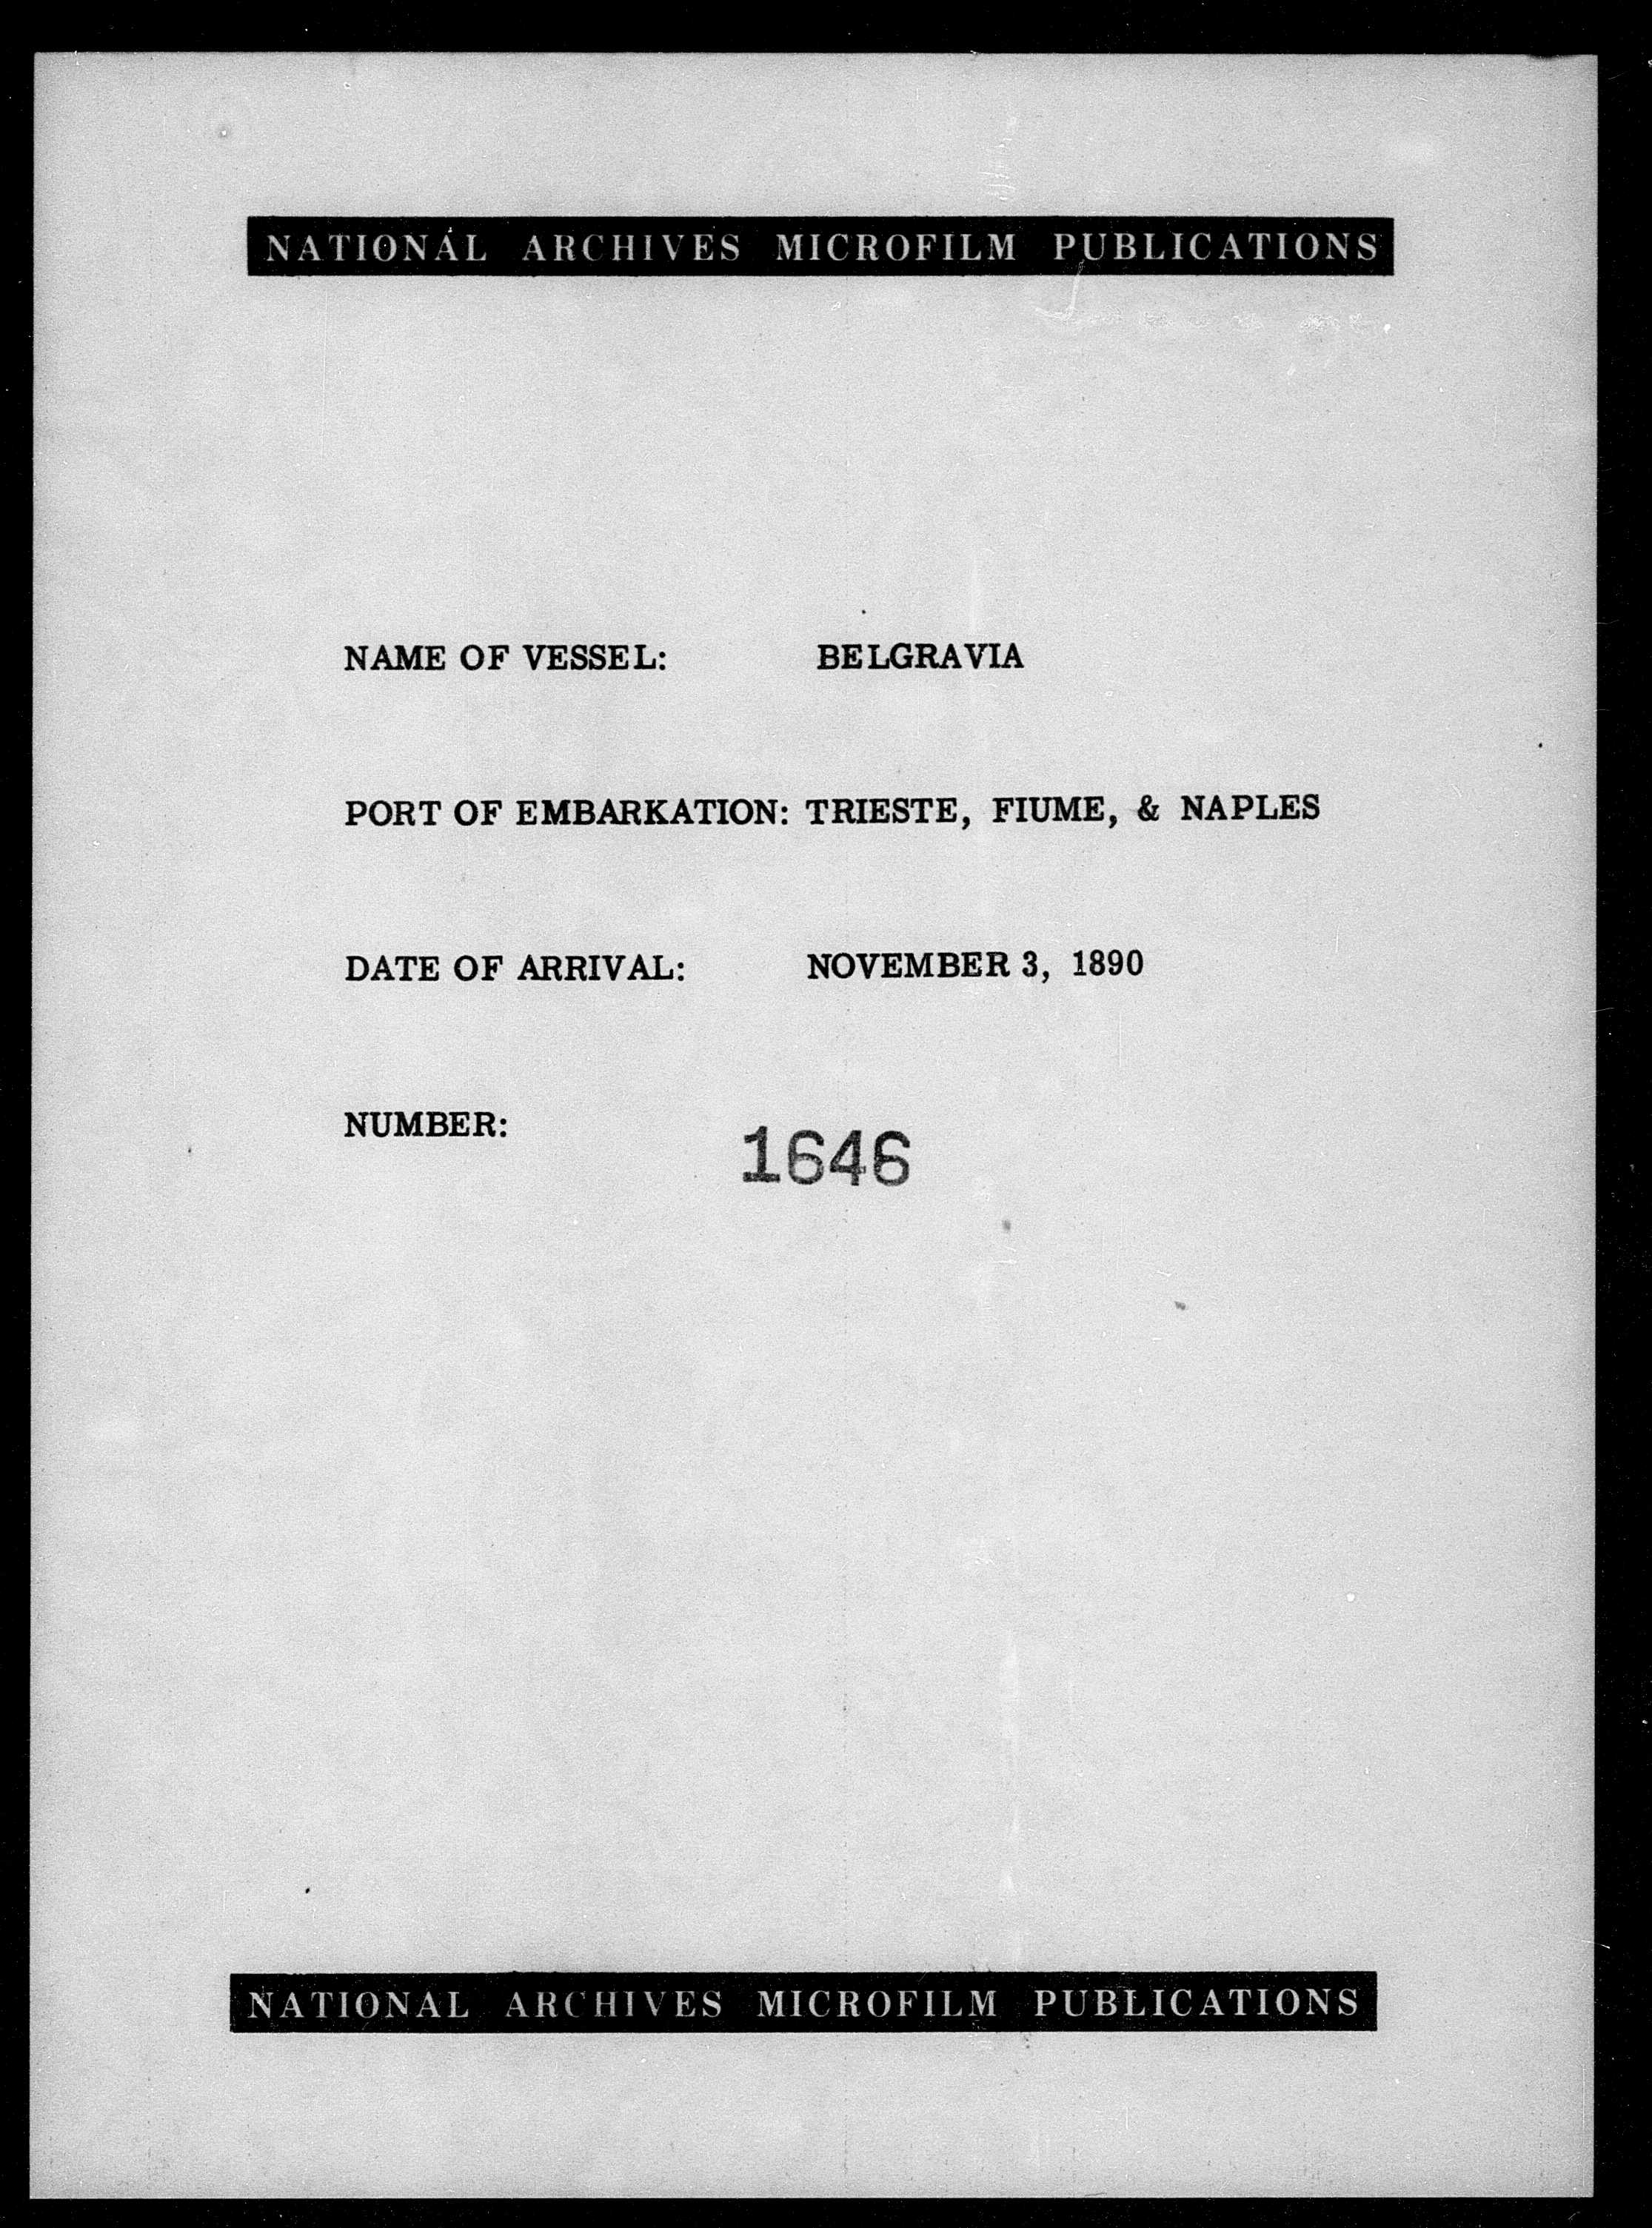 NATIONAL ARCHIVES MICROFILM PUBLICATIONS
NAME OF VESSEL: BELGRAVIA
PORT OF EMBARKATION: TRIESTE, FIUME, & NAPLES
DATE OF ARRIVAL: NOVEMBER 3, 1890
NUMBER: 1646
NATIONAL ARCHIVES MICROFILM PUBLICATIONS